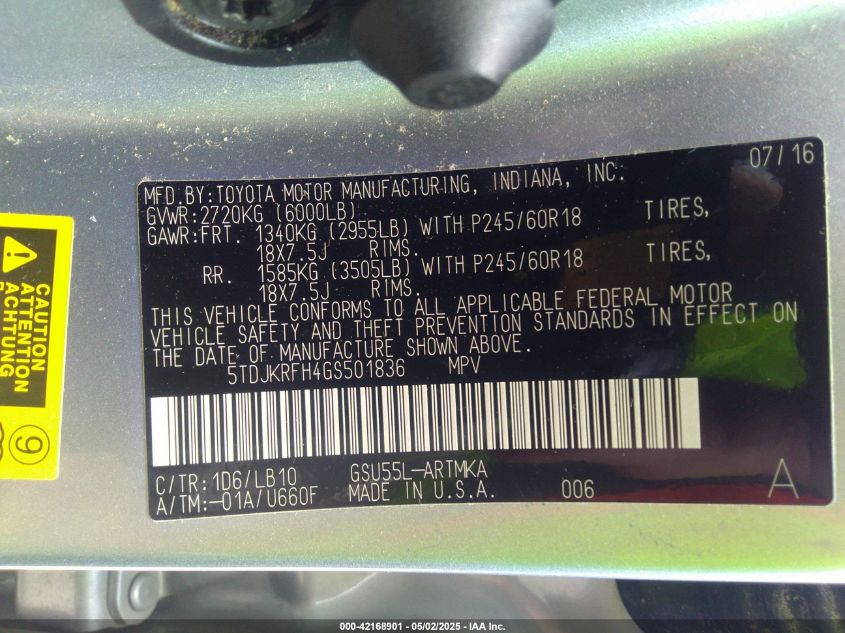 07/16
MFD.BY:TOYOTA MOTOR MANUFACTURING, INDIANA, INC.
GVWR:2720KG (6000LB)
GAWR:FRT. 1340KG (2955LB) WITH P245/60R18 TIRES,
18X7.5J RIMS.
RR. 1585KG (3505LB) WITH P245/60R18 TIRES,
18X7.5J RIMS.
THIS VEHICLE CONFORMS TO ALL APPLICABLE FEDERAL MOTOR
VEHICLE SAFETY AND THEFT PREVENTION STANDARDS IN EFFECT ON
THE DATE OF MANUFACTURE SHOWN ABOVE.
5TDJKRFH4GS501836 MPV
C/TR:1D6/LB10 GSU55L-ARTMKA
A/TM:-01A/U660F MADE IN U.S.A. 006 A
CAUTION
ATTENTION
ACHTUNG
9
000-42168901 - 05/02/2025 - IAA Inc.